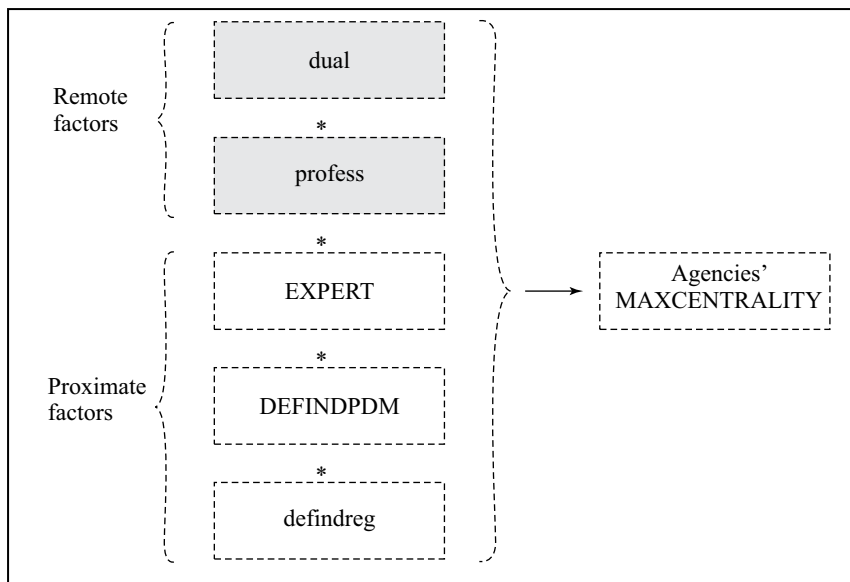 Remote
factors
dual
*
profess
*
Proximate
factors
EXPERT
*
DEFINDPDM
*
defindreg
Agencies’
MAXCENTRALITY